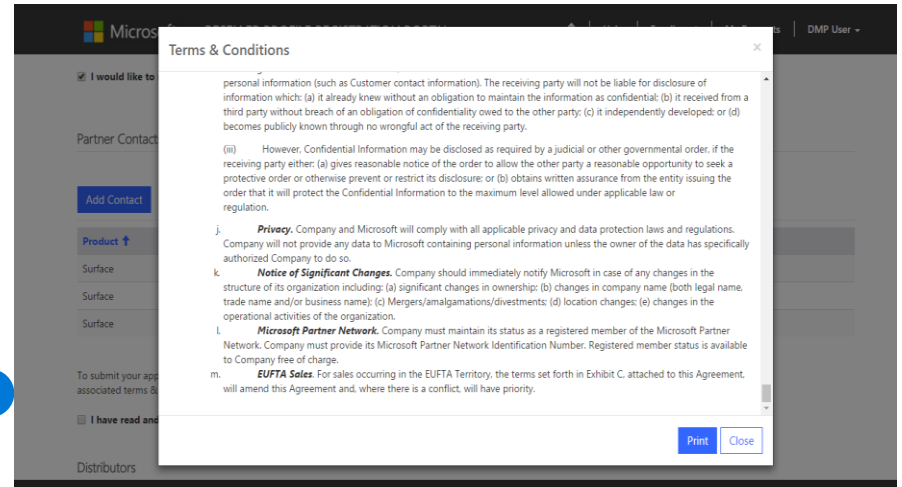 Micros
DMP User
Terms & Conditions
×
I would like to
personal information (such as Customer contact information). The receiving party will not be liable for disclosure of
information which: (a) it already knew without an obligation to maintain the information as confidential; (b) it received from a
third party without breach of an obligation of confidentiality owed to the other party; (c) it independently developed; or (d)
becomes publicly known through no wrongful act of the receiving party.
Partner Contact
(iii) However, Confidential Information may be disclosed as required by a judicial or other governmental order, if the
receiving party either: (a) gives reasonable notice of the order to allow the other party a reasonable opportunity to seek a
protective order or otherwise prevent or restrict its disclosure; or (b) obtains written assurance from the entity issuing the
order that it will protect the Confidential Information to the maximum level allowed under applicable law or
regulation.
Add Contact
j. Privacy. Company and Microsoft will comply with all applicable privacy and data protection laws and regulations.
Company will not provide any data to Microsoft containing personal information unless the owner of the data has specifically
authorized Company to do so.
Product
k. Notice of Significant Changes. Company should immediately notify Microsoft in case of any changes in the
structure of its organization including: (a) significant changes in ownership; (b) changes in company name (both legal name,
trade name and/or business name); (c) Mergers/amalgamations/divestments; (d) location changes; (e) changes in the
operational activities of the organization.
Surface
Surface
Surface
l. Microsoft Partner Network. Company must maintain its status as a registered member of the Microsoft Partner
Network. Company must provide its Microsoft Partner Network Identification Number. Registered member status is available
to Company free of charge.
m. EUFTA Sales. For sales occurring in the EUFTA Territory, the terms set forth in Exhibit C, attached to this Agreement,
will amend this Agreement and, where there is a conflict, will have priority.
To submit your app
associated terms &
I have read and
Print
Close
Distributors